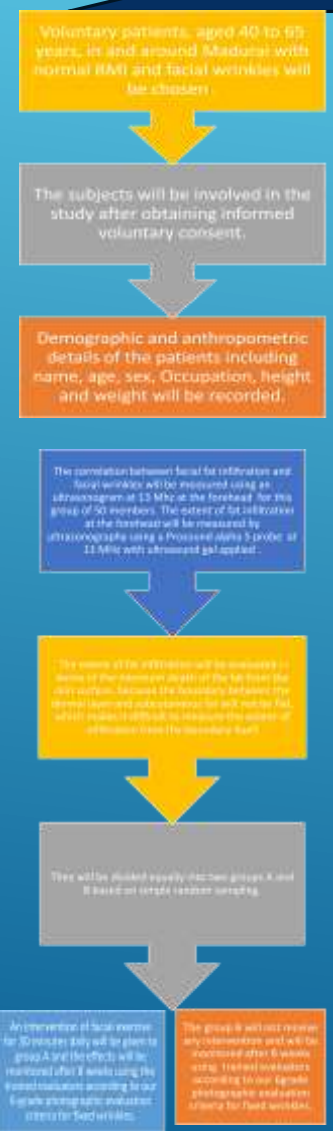 Voluntary patients, aged 40 to 65
years, in and around Madurai with
normal BMI and facial wrinkles will
be chosen
The subjects will be involved in the
study after obtaining informed
voluntary consent.
Demographic and anthropometric
details of the patients including
name, age, sex, Occupation, height
and weight will be recorded.
The correlation between facial fat infiltration and
facial wrinkles will be measured using an
ultrasonogram at 13 Mhz at the forehead for this
group of 50 members. The extent of fat infiltration
at the forehead will be measured by
ultrasonography using a Prosound alpha 5 probe at
13 MHz with ultrasound gel applied .
The extent of fat infiltration will be evaluated in
terms of the minimum depth of the fat from the
skin surface, because the boundary between the
dermal layer and subcutaneous fat will not be flat,
which makes it difficult to measure the extent of
infiltration from the boundary itself
They will be divided equally into two groups A and
B based on simple random sampling
An intervention of facial exercise
for 30 minutes daily will be given to
group A and the effects will be
monitored after 8 weeks using the
trained evaluators according to our
6-grade photographic evaluation
criteria for fixed wrinkles.
The group B will not receive
any intervention and will be
monitored after 8 weeks
using trained evaluators
according to our 6grade
photographic evaluation
criteria for fixed wrinkles.